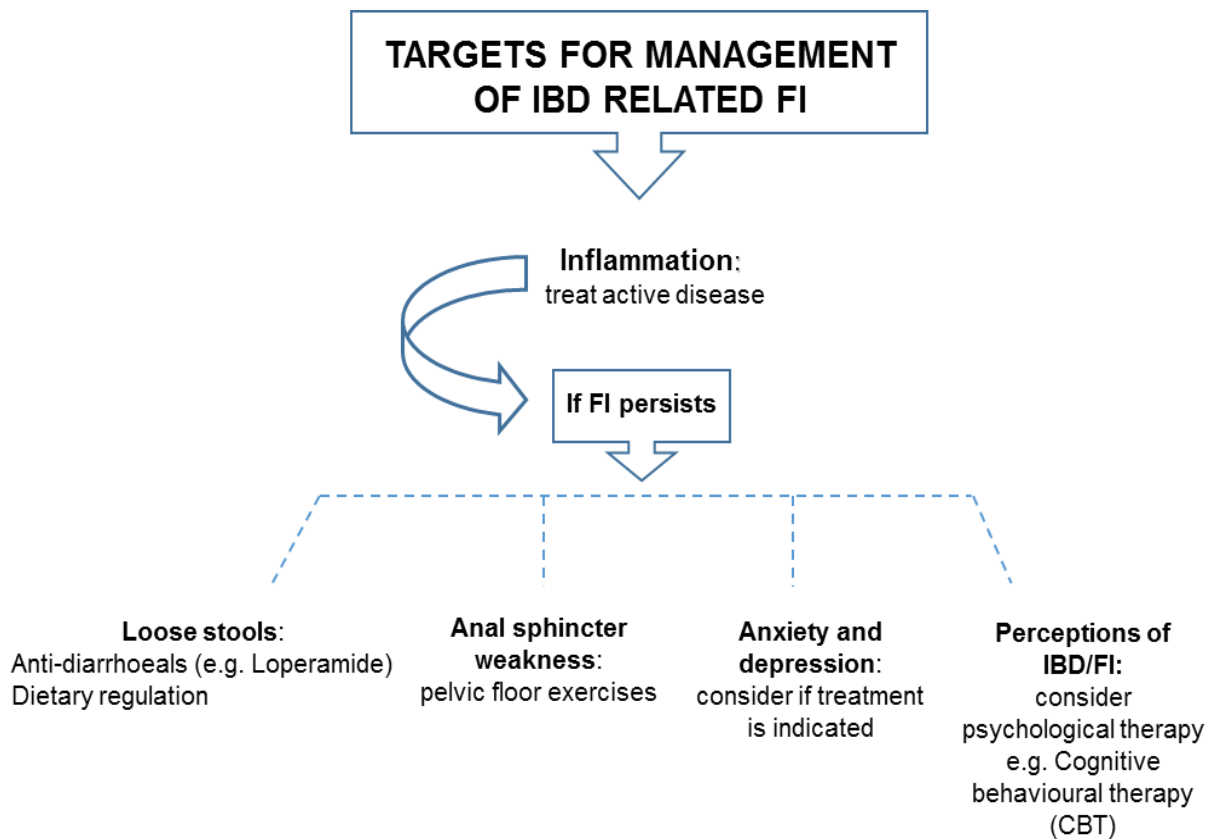 TARGETS FOR MANAGEMENT
OF IBD RELATED FI
Inflammation:
treat active disease
If FI persists
Loose stools:
Anti-diarrhoeals (e.g. Loperamide)
Dietary regulation
Anal sphincter
weakness:
pelvic floor exercises
Anxiety and
depression:
consider if treatment
is indicated
Perceptions of
IBD/FI:
consider
psychological therapy
e.g. Cognitive
behavioural therapy
(CBT)